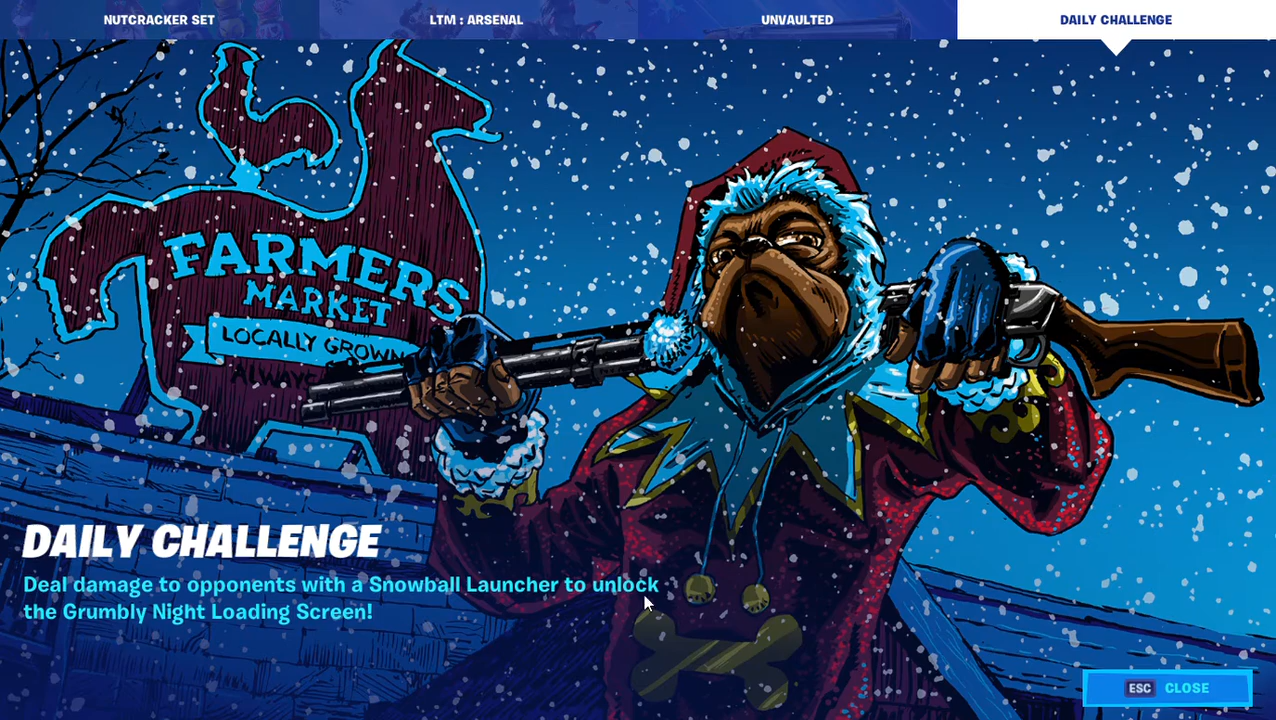 NUTCRACKER SET
LTM : ARSENAL
UNVAULTED
DAILY CHALLENGE
FARMERS
MARKET
LOCALLY GROWN
ALWAYS
DAILY CHALLENGE
Deal damage to opponents with a Snowball Launcher to unlock
the Grumbly Night Loading Screen!
ESC CLOSE